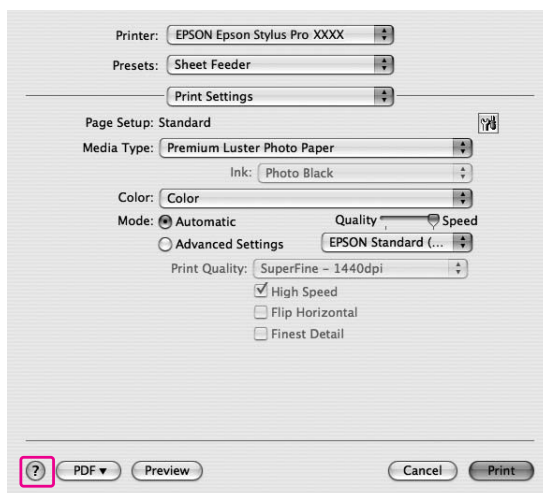 Printer: EPSON Epson Stylus Pro XXXX
Presets: Sheet Feeder
Print Settings
Page Setup: Standard
Media Type: Premium Luster Photo Paper
Ink: Photo Black
Color: Color
Mode: Automatic Quality Speed
Advanced Settings EPSON Standard (...
Print Quality: SuperFine – 1440dpi
High Speed
Flip Horizontal
Finest Detail
? PDF ▼ Preview Cancel Print